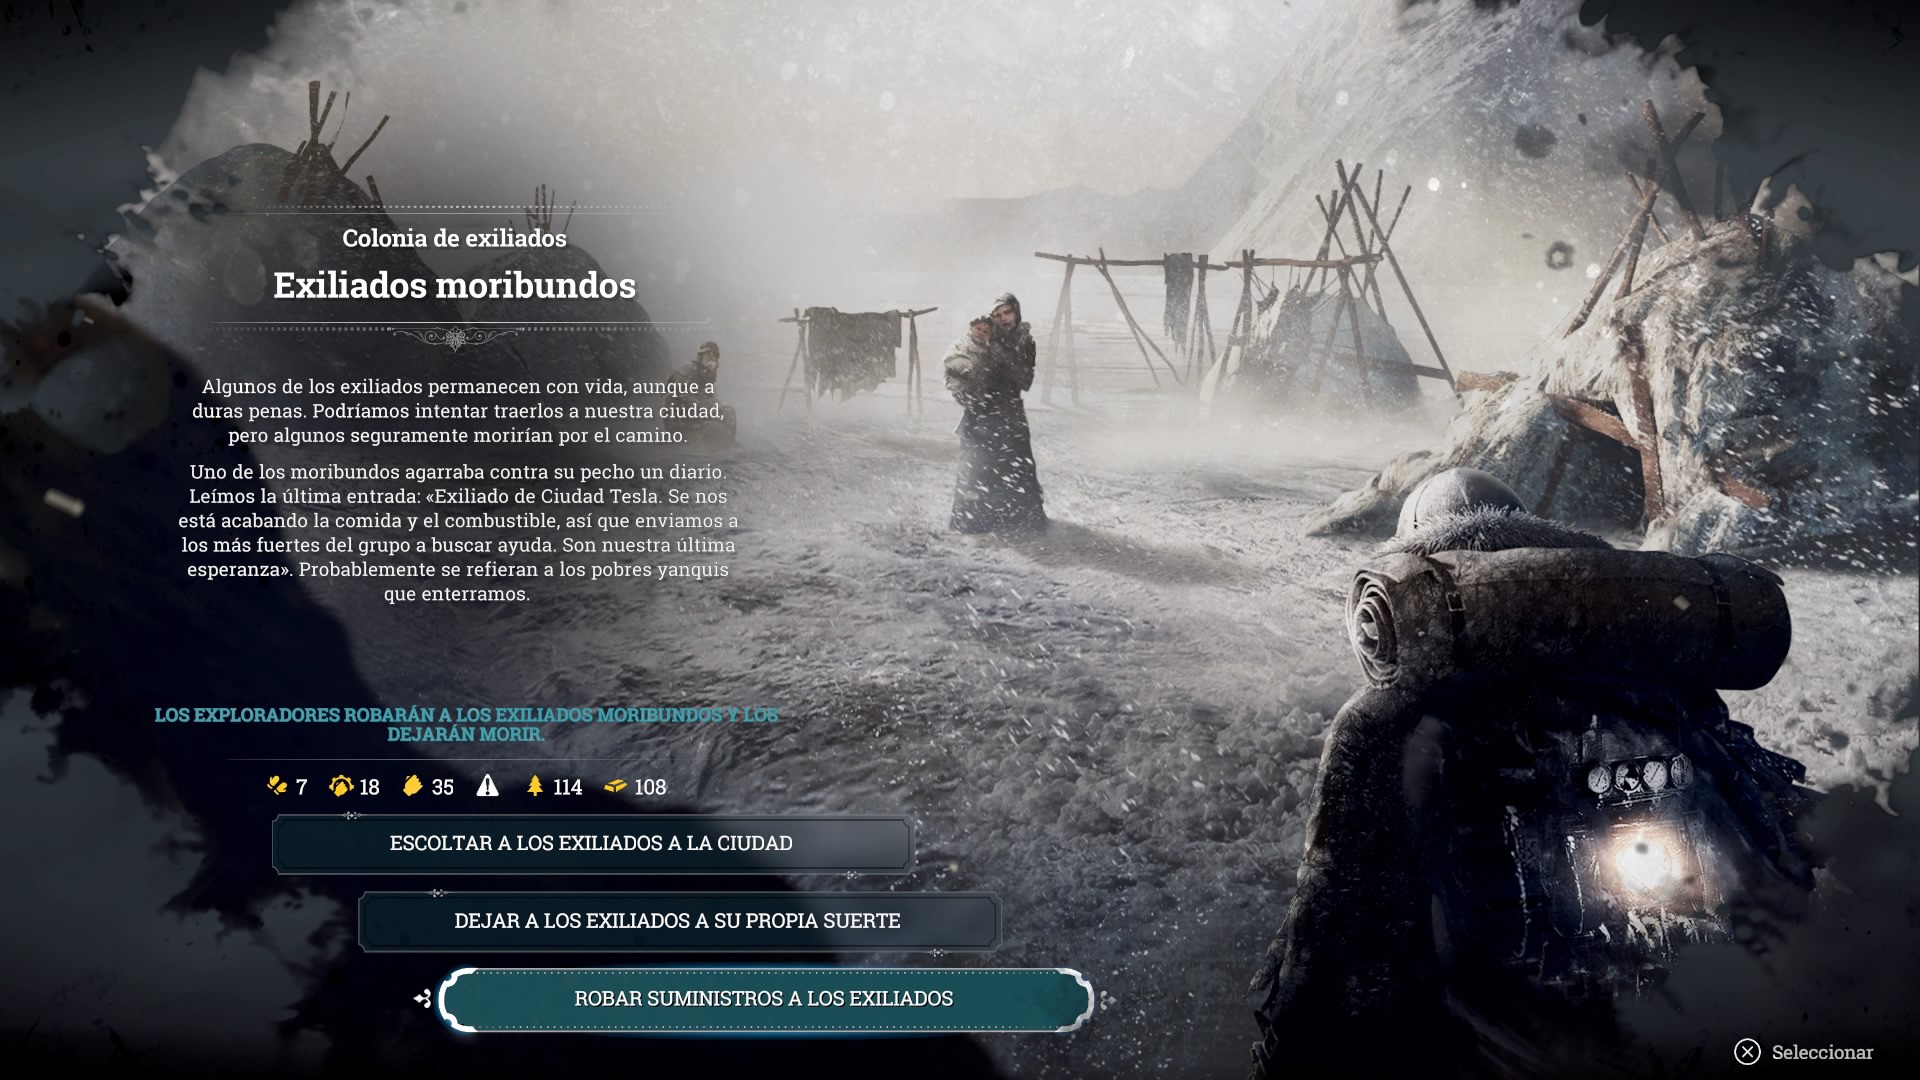 Colonia de exiliados
Exiliados moribundos
Algunos de los exiliados permanecen con vida, aunque a
duras penas. Podríamos intentar traerlos a nuestra ciudad,
pero algunos seguramente morirían por el camino.
Uno de los moribundos agarraba contra su pecho un diario.
Leímos la última entrada: «Exiliado de Ciudad Tesla. Se nos
está acabando la comida y el combustible, así que enviamos a
los más fuertes del grupo a buscar ayuda. Son nuestra última
esperanza». Probablemente se refieran a los pobres yanquis
que enterramos.
LOS EXPLORADORES ROBARÁN A LOS EXILIADOS MORIBUNDOS Y LOS
DEJARÁN MORIR.
7 18 35 114 108
ESCOLTAR A LOS EXILIADOS A LA CIUDAD
DEJAR A LOS EXILIADOS A SU PROPIA SUERTE
ROBAR SUMINISTROS A LOS EXILIADOS
Seleccionar